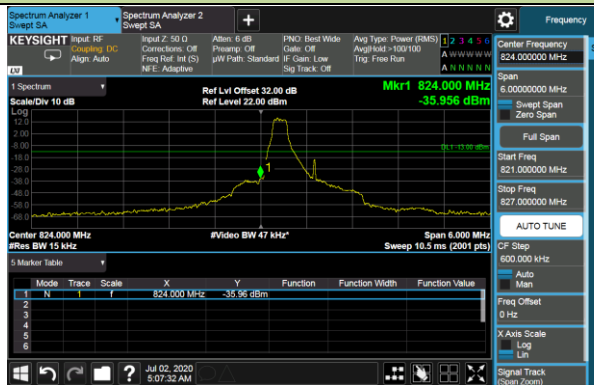 Spectrum Analyzer 1
Swept SA
Spectrum Analyzer 2
Swept SA
+
Frequency
KEYSIGHT
Input: RF
Coupling: DC
Align: Auto
Input Z: 50 Ω
Corrections: Off
Freq Ref: Int (S)
NFE: Adaptive
Atten: 6 dB
Preamp: Off
µW Path: Standard
PNO: Best Wide
Gate: Off
IF Gain: Low
Sig Track: Off
Avg Type: Power (RMS)
Avg|Hold:>100/100
Trig: Free Run
1 2 3 4 5 6
A W W W W W
A N N N N N
LXI
1 Spectrum
Scale/Div 10 dB
Log
Ref Lvl Offset 32.00 dB
Ref Level 22.00 dBm
Mkr1 824.000 MHz
-35.956 dBm
12.0
2.00
-8.00
-18.0
-28.0
-38.0
-48.0
-58.0
-68.0
DL1 -13.00 dBm
1
Center 824.000 MHz
#Res BW 15 kHz
#Video BW 47 kHz*
Span 6.000 MHz
Sweep 10.5 ms (2001 pts)
5 Marker Table
Mode Trace Scale X Y Function Function Width Function Value
1 N 1 f 824.000 MHz -35.96 dBm
2
3
4
5
6
Center Frequency
824.000000 MHz
Span
6.00000000 MHz
Swept Span
Zero Span
Full Span
Start Freq
821.000000 MHz
Stop Freq
827.000000 MHz
AUTO TUNE
CF Step
600.000 kHz
Auto
Man
Freq Offset
0 Hz
X Axis Scale
Log
Lin
Signal Track
(Span Zoom)
?
Jul 02, 2020
5:07:32 AM